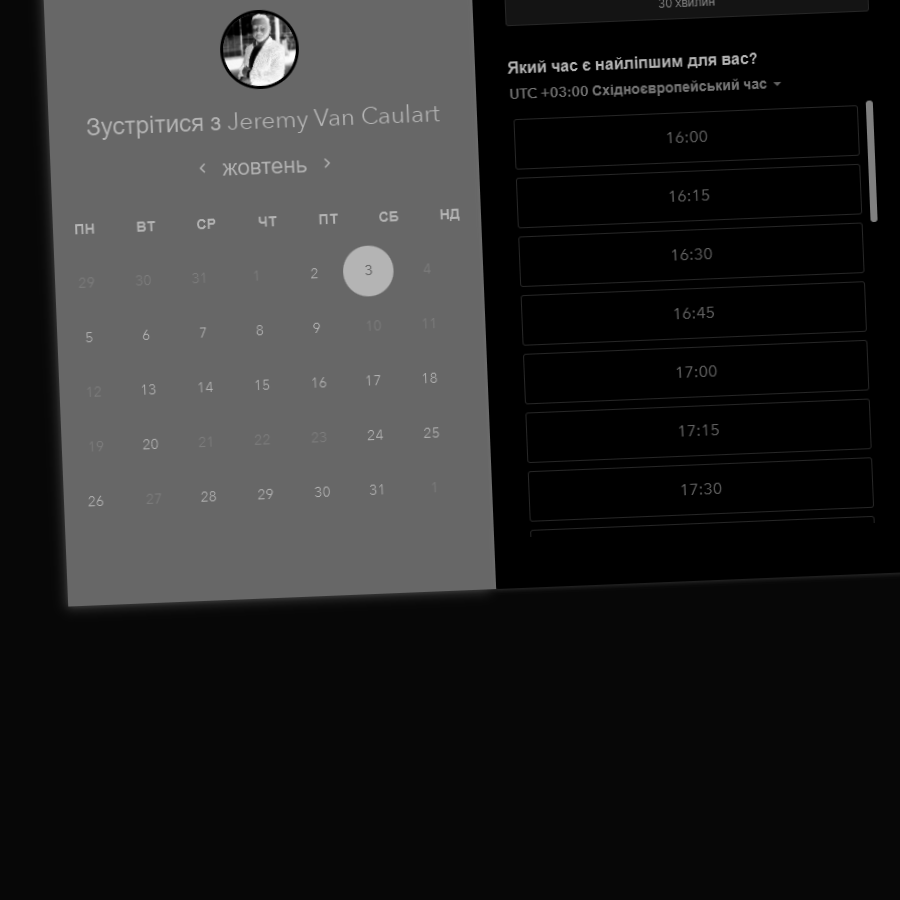 Зустрітися з Jeremy Van Caulart
жовтень
ПН ВТ СР ЧТ ПТ СБ НД
29 30 31 1 2 3 4
5 6 7 8 9 10 11
12 13 14 15 16 17 18
19 20 21 22 23 24 25
26 27 28 29 30 31 1
30 хвилин
Який час є найліпшим для вас?
UTC +03:00 Східноєвропейський час
16:00
16:15
16:30
16:45
17:00
17:15
17:30